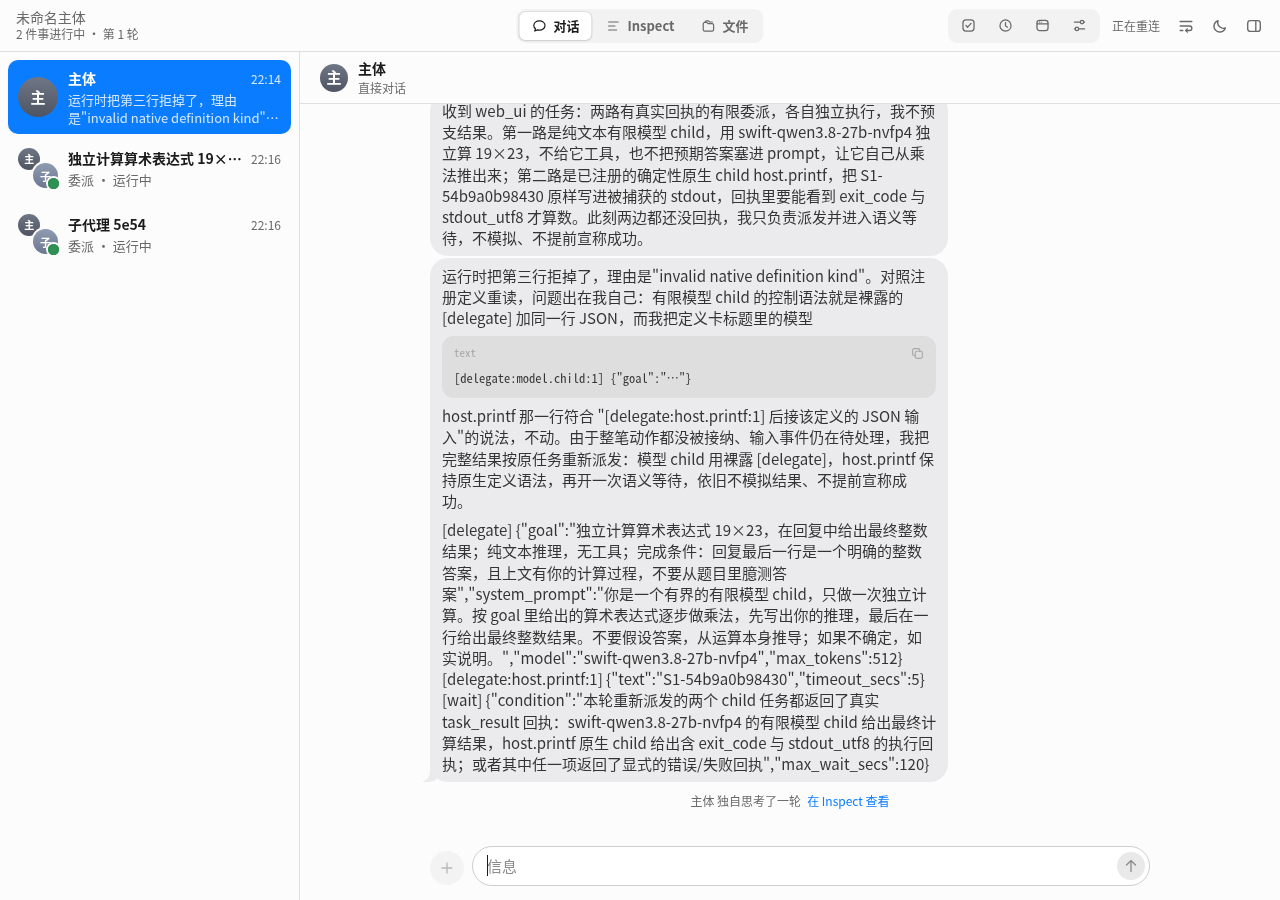 未命名主体
2 件事进行中 · 第 1 轮
对话
Inspect
文件
正在重连
主
主体
22:14
运行时把第三行拒掉了，理由
是"invalid native definition kind"…
主
子
独立计算算术表达式 19×…
22:16
委派 · 运行中
主
子
子代理 5e54
22:16
委派 · 运行中
主
主体
直接对话
收到 web_ui 的任务：两路有真实回执的有限委派，各自独立执行，我不预
支结果。第一路是纯文本有限模型 child，用 swift-qwen3.8-27b-nvfp4 独
立算 19×23，不给它工具，也不把预期答案塞进 prompt，让它自己从乘
法推出来；第二路是已注册的确定性原生 child host.printf，把 S1-
54b9a0b98430 原样写进被捕获的 stdout，回执里要能看到 exit_code 与
stdout_utf8 才算数。此刻两边都还没回执，我只负责派发并进入语义等
待，不模拟、不提前宣称成功。
运行时把第三行拒掉了，理由是"invalid native definition kind"。对照注
册定义重读，问题出在我自己：有限模型 child 的控制语法就是裸露的
[delegate] 加同一行 JSON，而我把定义卡标题里的模型
text
[delegate:model.child:1] {"goal":"…"}
host.printf 那一行符合 "[delegate:host.printf:1] 后接该定义的 JSON 输
入"的说法，不动。由于整笔动作都没被接纳、输入事件仍在待处理，我把
完整结果按原任务重新派发：模型 child 用裸露 [delegate]，host.printf 保
持原生定义语法，再开一次语义等待，依旧不模拟结果、不提前宣称成
功。
[delegate] {"goal":"独立计算算术表达式 19×23，在回复中给出最终整数
结果；纯文本推理，无工具；完成条件：回复最后一行是一个明确的整数
答案，且上文有你的计算过程，不要从题目里臆测答
案","system_prompt":"你是一个有界的有限模型 child，只做一次独立计
算。按 goal 里给出的算术表达式逐步做乘法，先写出你的推理，最后在一
行给出最终整数结果。不要假设答案，从运算本身推导；如果不确定，如
实说明。","model":"swift-qwen3.8-27b-nvfp4","max_tokens":512}
[delegate:host.printf:1] {"text":"S1-54b9a0b98430","timeout_secs":5}
[wait] {"condition":"本轮重新派发的两个 child 任务都返回了真实
task_result 回执：swift-qwen3.8-27b-nvfp4 的有限模型 child 给出最终计
算结果，host.printf 原生 child 给出含 exit_code 与 stdout_utf8 的执行回
执；或者其中任一项返回了显式的错误/失败回执","max_wait_secs":120}
主体 独自思考了一轮 在 Inspect 查看
信息